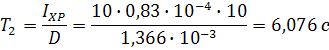 T₂ = I_XP / D = 10 · 0,83 · 10⁻⁴ · 10 / 1,366 · 10⁻³ = 6,076 с